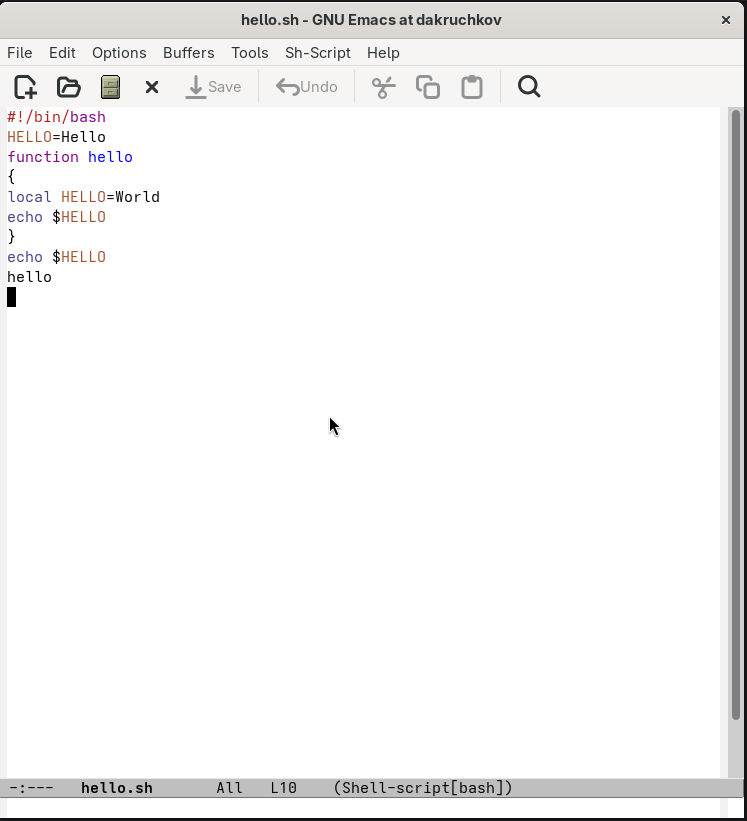 hello.sh - GNU Emacs at dakruchkov
File Edit Options Buffers Tools Sh-Script Help
Save Undo
#!/bin/bash
HELLO=Hello
function hello
{
local HELLO=World
echo $HELLO
}
echo $HELLO
hello
-:--- hello.sh All L10 (Shell-script[bash])